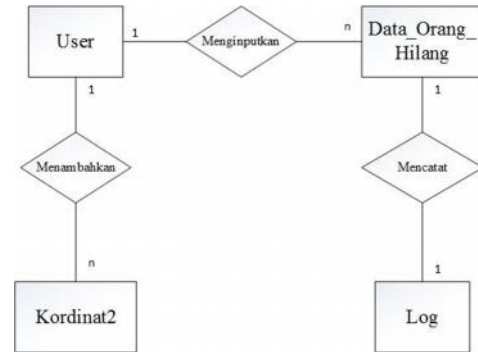 User
1
Menginputkan
n
Data_Orang_
Hilang
1
1
Menambahkan
Mencatat
n
1
Kordinat2
Log